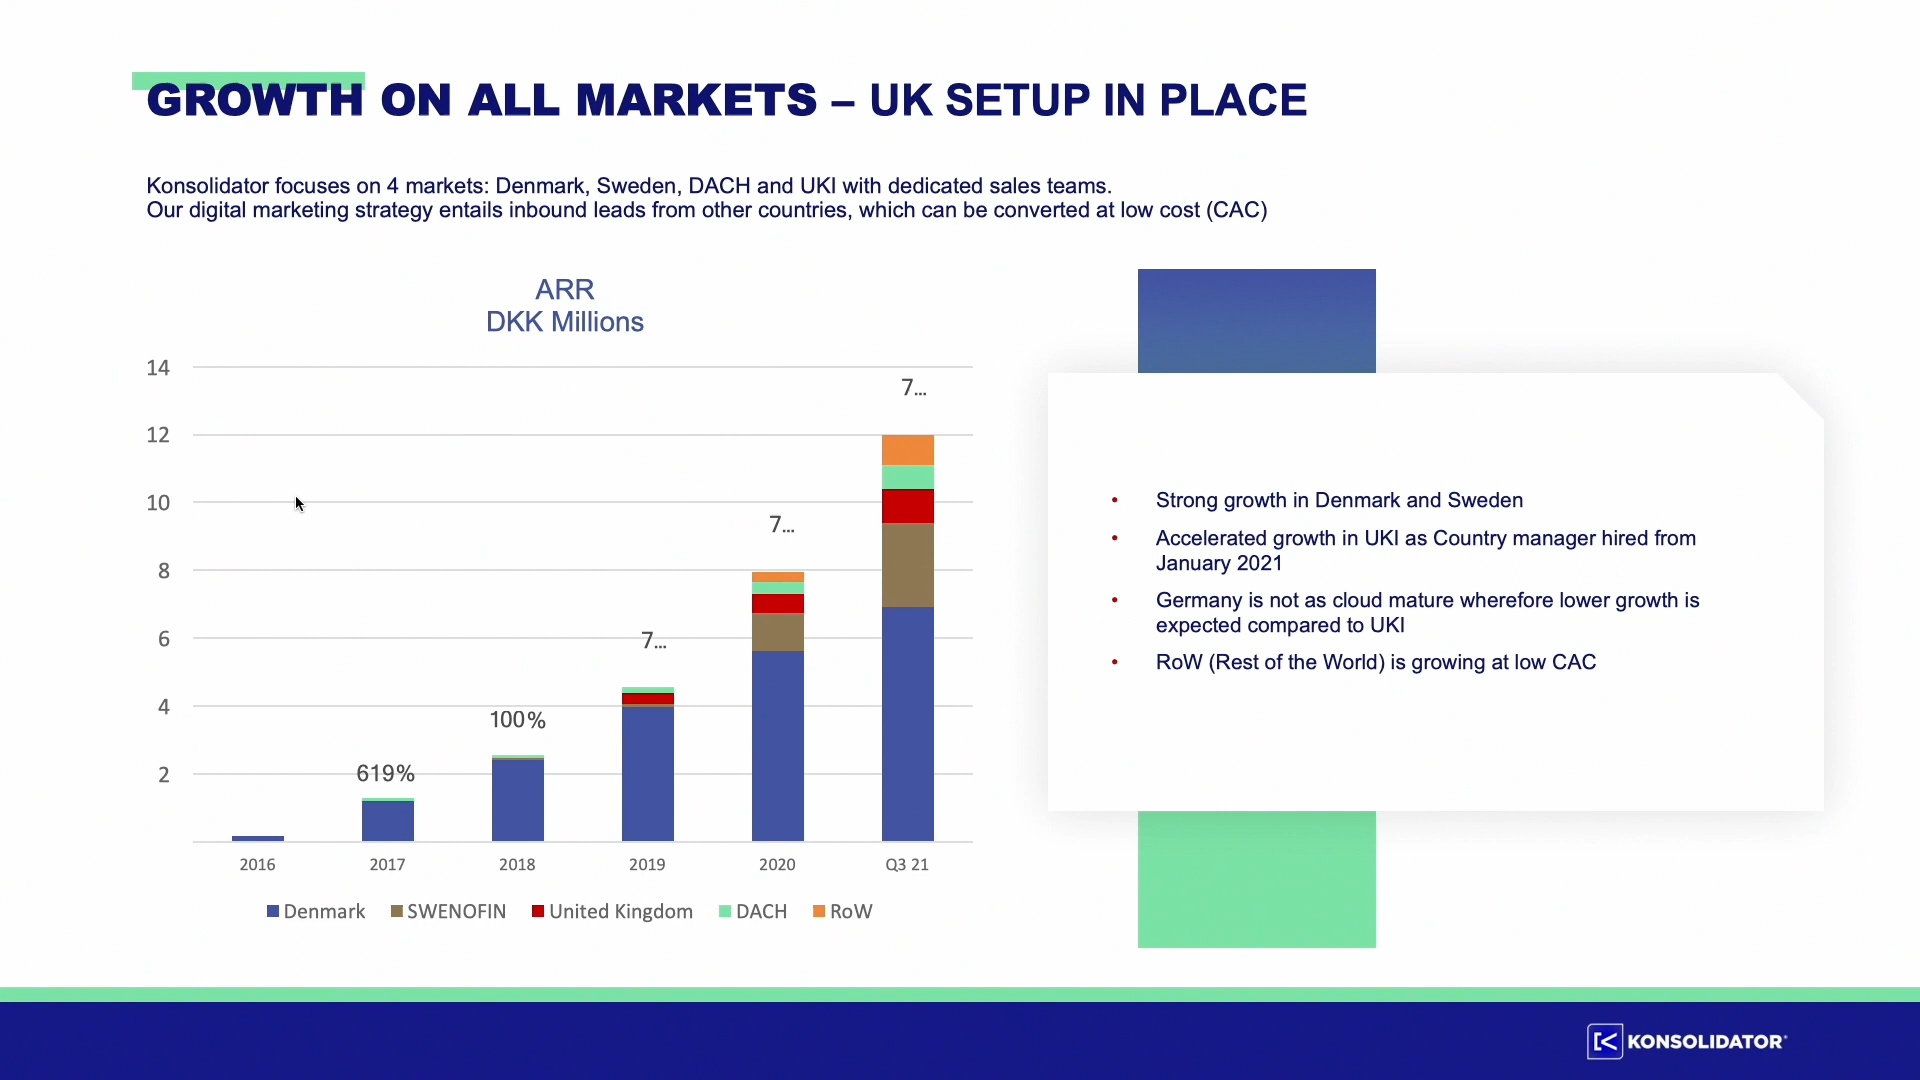 GROWTH ON ALL MARKETS – UK SETUP IN PLACE
Konsolidator focuses on 4 markets: Denmark, Sweden, DACH and UKI with dedicated sales teams.
Our digital marketing strategy entails inbound leads from other countries, which can be converted at low cost (CAC)
ARR
DKK Millions
14
12
10
8
6
4
2
619%
100%
7...
7...
7...
2016
2017
2018
2019
2020
Q3 21
Denmark
SWENOFIN
United Kingdom
DACH
RoW
• Strong growth in Denmark and Sweden
• Accelerated growth in UKI as Country manager hired from
January 2021
• Germany is not as cloud mature wherefore lower growth is
expected compared to UKI
• RoW (Rest of the World) is growing at low CAC
KONSOLIDATOR